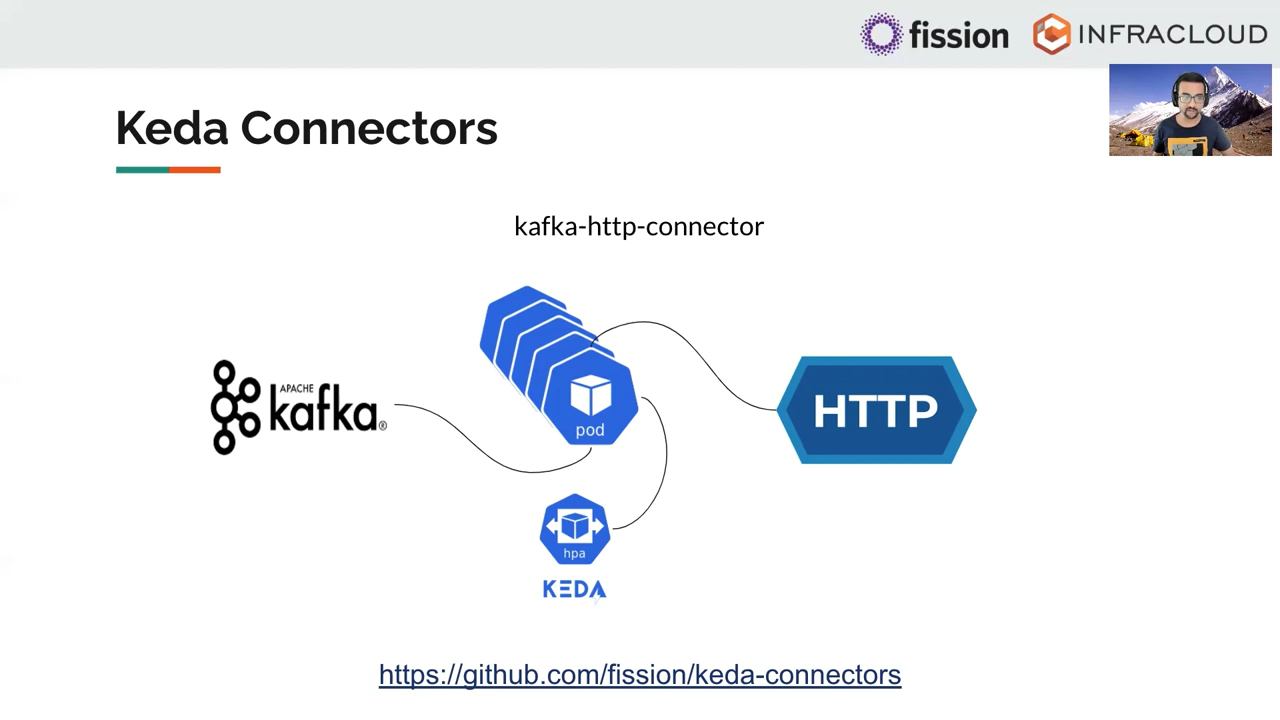 fission
INFRACLOUD
Keda Connectors
kafka-http-connector
APACHE
kafka®
pod
HTTP
hpa
KEDA
https://github.com/fission/keda-connectors